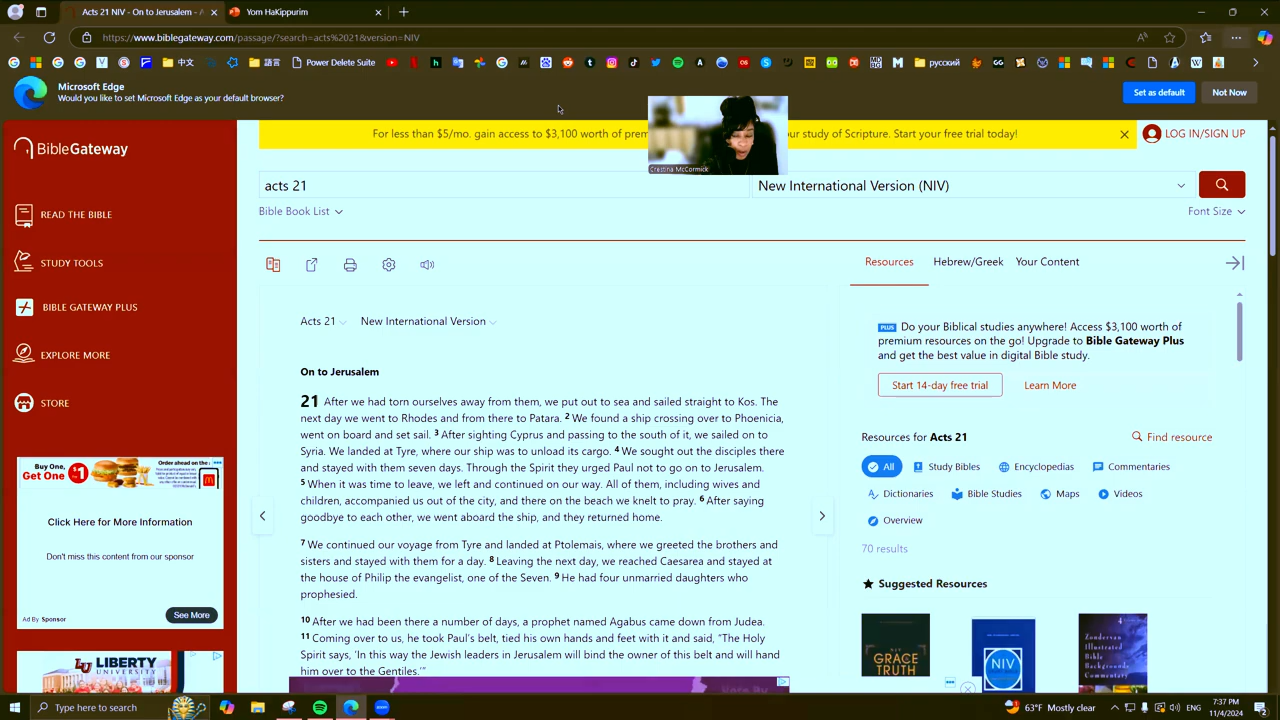 Acts 21 NIV - On to Jerusalem -
Yom HaKippurim
https://www.biblegateway.com/passage/?search=acts%2021&version=NIV
中文
語言
Power Delete Suite
русский
Microsoft Edge
Would you like to set Microsoft Edge as your default browser?
Set as default
Not Now
For less than $5/mo. gain access to $3,100 worth of prem
ur study of Scripture. Start your free trial today!
Crestina McCormick
LOG IN/SIGN UP
BibleGateway
READ THE BIBLE
STUDY TOOLS
BIBLE GATEWAY PLUS
EXPLORE MORE
STORE
acts 21
New International Version (NIV)
Bible Book List
Font Size
Acts 21
New International Version
On to Jerusalem
21 After we had torn ourselves away from them, we put out to sea and sailed straight to Kos. The
next day we went to Rhodes and from there to Patara. 2 We found a ship crossing over to Phoenicia,
went on board and set sail. 3 After sighting Cyprus and passing to the south of it, we sailed on to
Syria. We landed at Tyre, where our ship was to unload its cargo. 4 We sought out the disciples there
and stayed with them seven days. Through the Spirit they urged Paul not to go on to Jerusalem.
5 When it was time to leave, we left and continued on our way. All of them, including wives and
children, accompanied us out of the city, and there on the beach we knelt to pray. 6 After saying
goodbye to each other, we went aboard the ship, and they returned home.
7 We continued our voyage from Tyre and landed at Ptolemais, where we greeted the brothers and
sisters and stayed with them for a day. 8 Leaving the next day, we reached Caesarea and stayed at
the house of Philip the evangelist, one of the Seven. 9 He had four unmarried daughters who
prophesied.
10 After we had been there a number of days, a prophet named Agabus came down from Judea.
11 Coming over to us, he took Paul's belt, tied his own hands and feet with it and said, "The Holy
Spirit says, 'In this way the Jewish leaders in Jerusalem will bind the owner of this belt and will hand
him over to the Gentiles.'"
Resources
Hebrew/Greek
Your Content
PLUS Do your Biblical studies anywhere! Access $3,100 worth of
premium resources on the go! Upgrade to Bible Gateway Plus
and get the best value in digital Bible study.
Start 14-day free trial
Learn More
Resources for Acts 21
Find resource
All
Study Bibles
Encyclopedias
Commentaries
Dictionaries
Bible Studies
Maps
Videos
Overview
70 results
Suggested Resources
GRACE
TRUTH
NIV
Zondervan
Illustrated
Bible
Backgrounds
Commentary
Buy One,
Get One $1
Order ahead on the
Click Here for More Information
Don't miss this content from our sponsor
Ad By Sponsor
See More
LIBERTY
UNIVERSITY
Type here to search
63°F Mostly clear
ENG
7:37 PM
11/4/2024